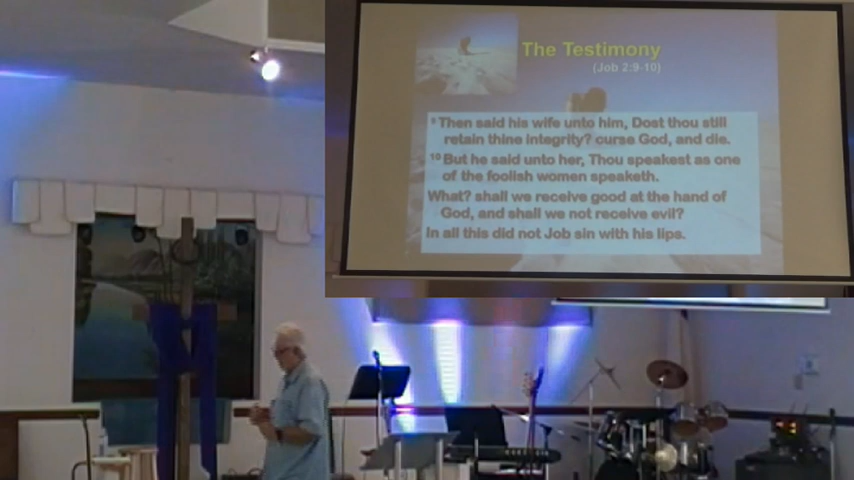 The Testimony
(Job 2:9-10)
9 Then said his wife unto him, Dost thou still
retain thine integrity? curse God, and die.
10 But he said unto her, Thou speakest as one
of the foolish women speaketh.
What? shall we receive good at the hand of
God, and shall we not receive evil?
In all this did not Job sin with his lips.